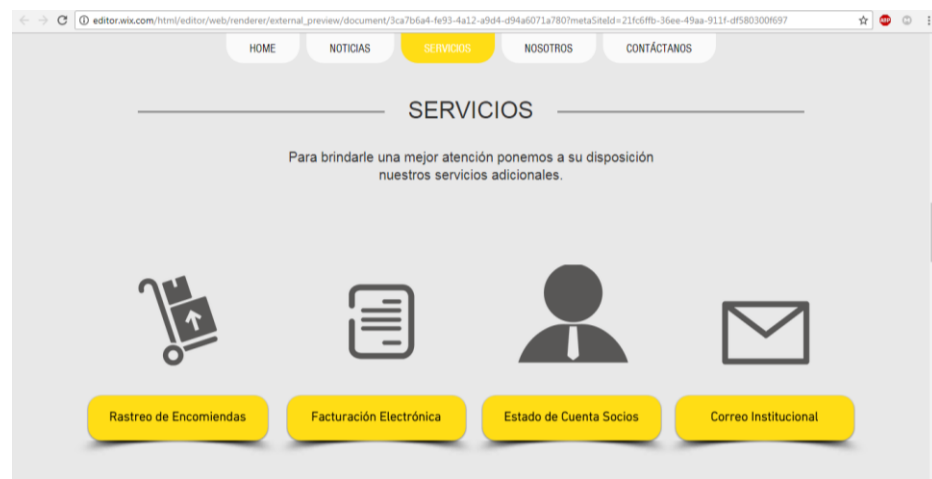 editor.wix.com/html/editor/web/renderer/external_preview/document/3ca7b6a4-fe93-4a12-a9d4-d94a6071a780?metaSiteId=21fc6ffb-36ee-49aa-911f-df580300f697
ABP
HOME NOTICIAS SERVICIOS NOSOTROS CONTÁCTANOS
SERVICIOS
Para brindarle una mejor atención ponemos a su disposición
nuestros servicios adicionales.
Rastreo de Encomiendas Facturación Electrónica Estado de Cuenta Socios Correo Institucional